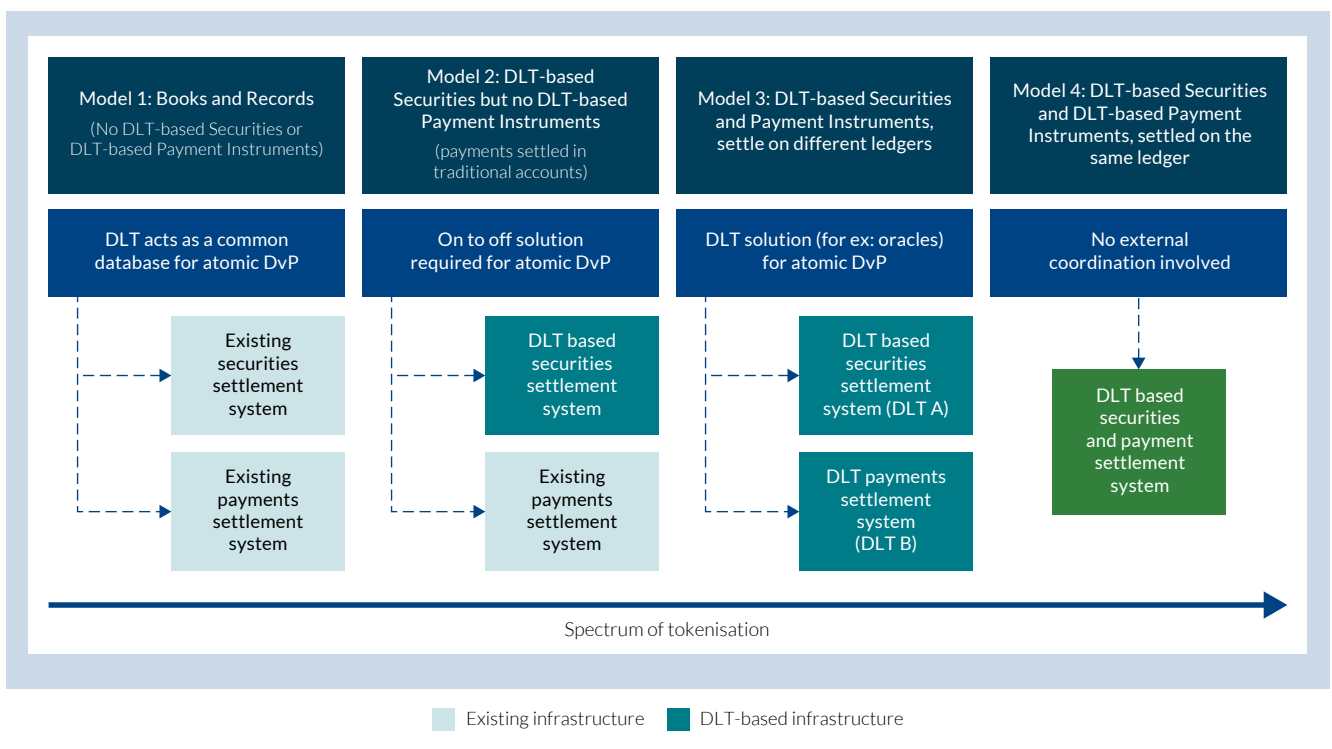 Model 1: Books and Records
(No DLT-based Securities or
DLT-based Payment Instruments)
DLT acts as a common
database for atomic DvP
Existing
securities
settlement
system
Existing
payments
settlement
system
Model 2: DLT-based
Securities but no DLT-based
Payment Instruments
(payments settled in
traditional accounts)
On to off solution
required for atomic DvP
DLT based
securities
settlement
system
Existing
payments
settlement
system
Model 3: DLT-based Securities
and Payment Instruments,
settle on different ledgers
DLT solution (for ex: oracles)
for atomic DvP
DLT based
securities
settlement
system (DLT A)
DLT payments
settlement
system
(DLT B)
Model 4: DLT-based Securities
and DLT-based Payment
Instruments, settled on the
same ledger
No external
coordination involved
DLT based
securities
and payment
settlement
system
Spectrum of tokenisation
Existing infrastructure
DLT-based infrastructure